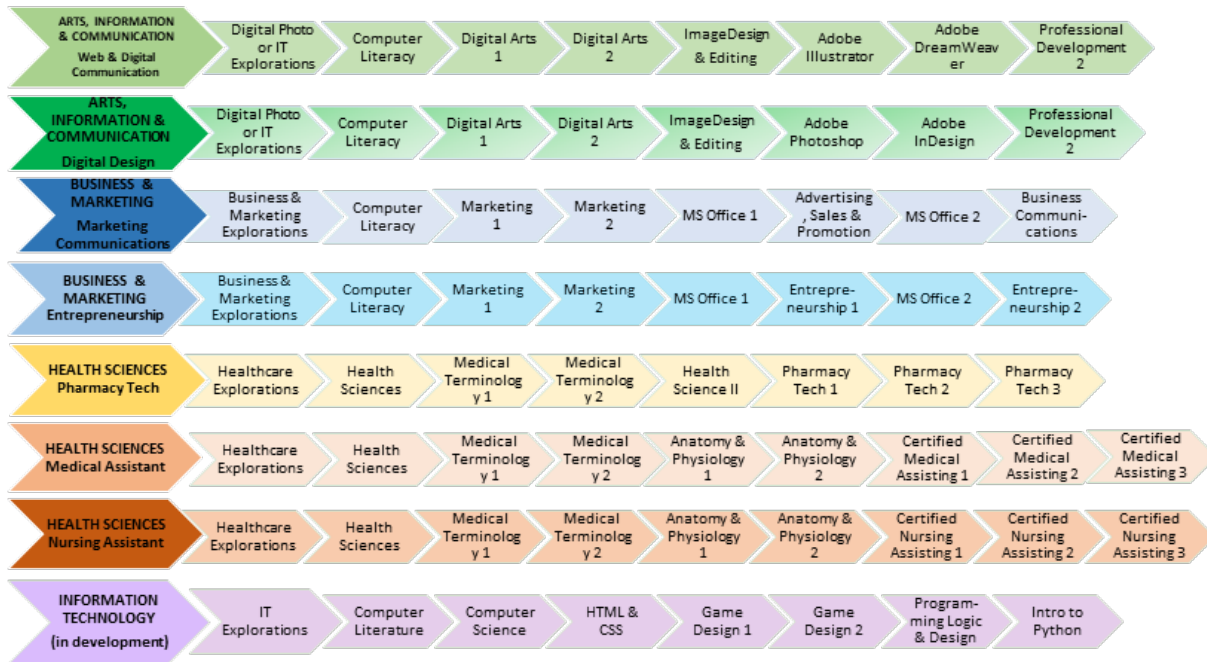 ARTS, INFORMATION
& COMMUNICATION
Web & Digital
Communication
Digital Photo
or IT
Explorations
Computer
Literacy
Digital Arts
1
Digital Arts
2
ImageDesign
& Editing
Adobe
Illustrator
Adobe
DreamWeav
er
Professional
Development
2
ARTS,
INFORMATION &
COMMUNICATION
Digital Design
Digital Photo
or IT
Explorations
Computer
Literacy
Digital Arts
1
Digital Arts
2
ImageDesign
& Editing
Adobe
Photoshop
Adobe
InDesign
Professional
Development
2
BUSINESS &
MARKETING
Marketing
Communications
Business &
Marketing
Explorations
Computer
Literacy
Marketing
1
Marketing
2
MS Office 1
Advertising
, Sales &
Promotion
MS Office 2
Business
Communi-
cations
BUSINESS &
MARKETING
Entrepreneurship
Business &
Marketing
Explorations
Computer
Literacy
Marketing
1
Marketing
2
MS Office 1
Entrepre-
neurship 1
MS Office 2
Entrepre-
neurship 2
HEALTH SCIENCES
Pharmacy Tech
Healthcare
Explorations
Health
Sciences
Medical
Terminolog
y 1
Medical
Terminolog
y 2
Health
Science II
Pharmacy
Tech 1
Pharmacy
Tech 2
Pharmacy
Tech 3
HEALTH SCIENCES
Medical Assistant
Healthcare
Explorations
Health
Sciences
Medical
Terminolog
y 1
Medical
Terminolog
y 2
Anatomy &
Physiology
1
Anatomy &
Physiology
2
Certified
Medical
Assisting 1
Certified
Medical
Assisting 2
Certified
Medical
Assisting 3
HEALTH SCIENCES
Nursing Assistant
Healthcare
Explorations
Health
Sciences
Medical
Terminolog
y 1
Medical
Terminolog
y 2
Anatomy &
Physiology
1
Anatomy &
Physiology
2
Certified
Nursing
Assisting 1
Certified
Nursing
Assisting 2
Certified
Nursing
Assisting 3
INFORMATION
TECHNOLOGY
(in development)
IT
Explorations
Computer
Literature
Computer
Science
HTML &
CSS
Game
Design 1
Game
Design 2
Program-
ming Logic
& Design
Intro to
Python